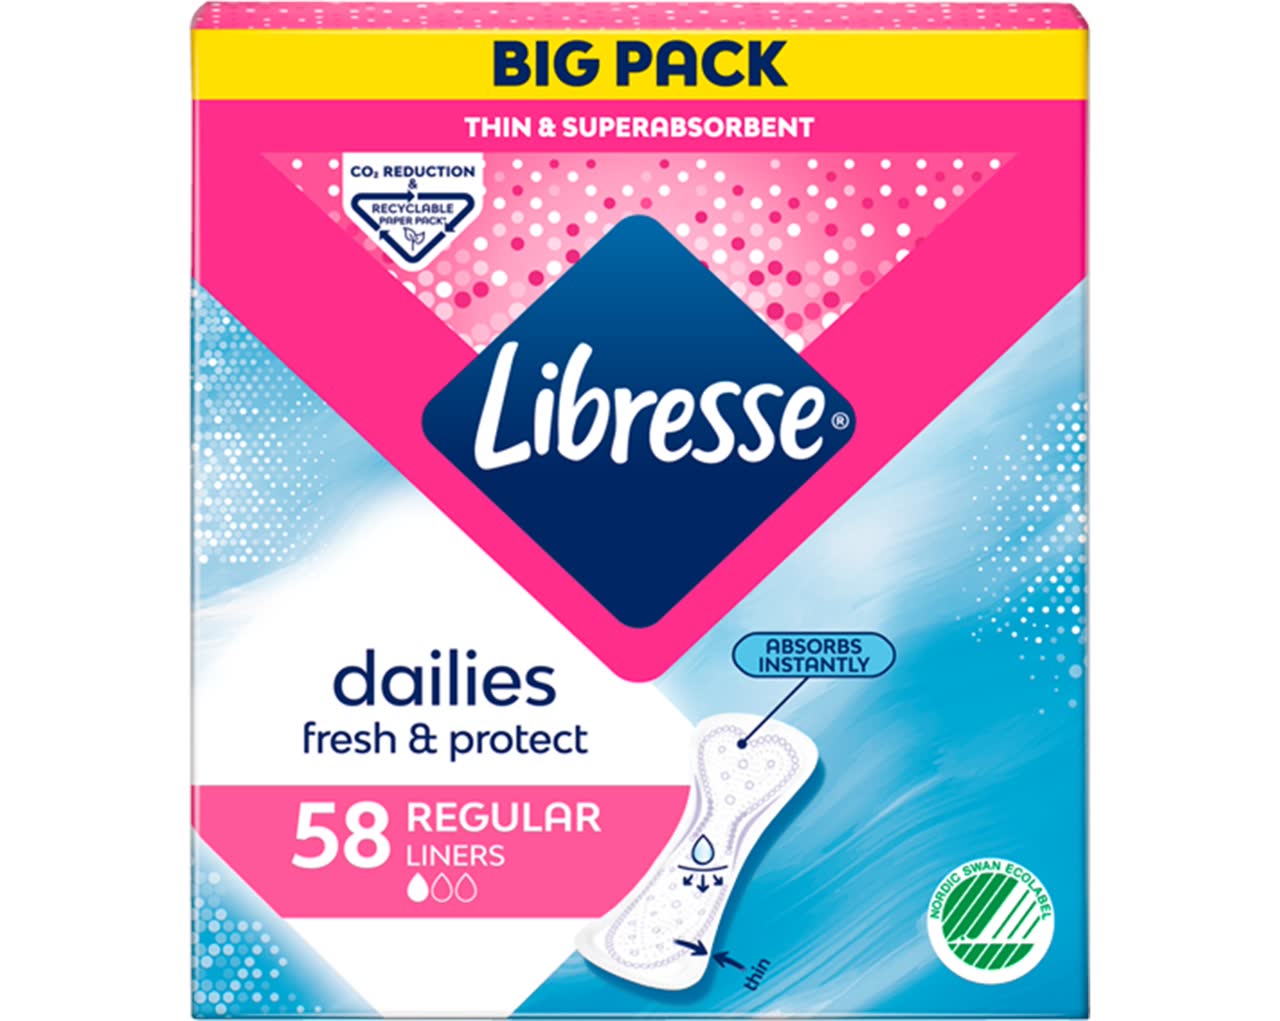 BIG PACK
THIN & SUPERABSORBENT
CO₂ REDUCTION
&
RECYCLABLE
PAPER PACK*
Libresse®
ABSORBS
INSTANTLY
dailies
fresh & protect
58 REGULAR
LINERS
thin
NORDIC SWAN ECOLABEL